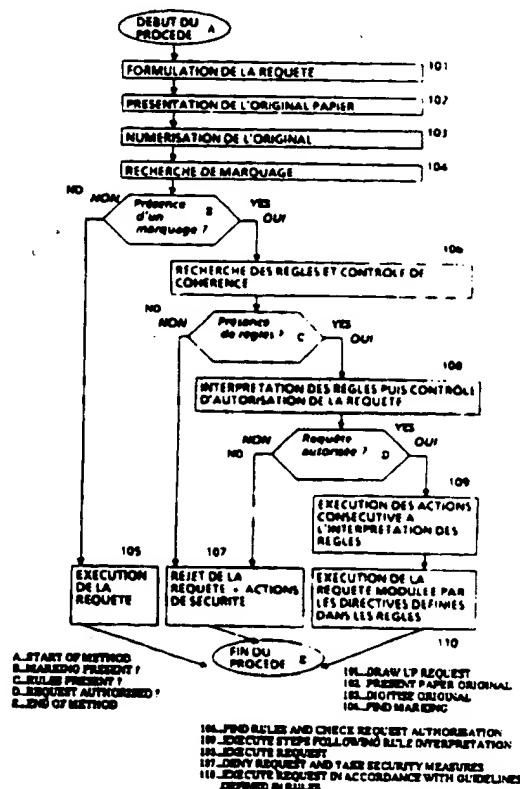 DEBUT DU
PROCEDE A
101
FORMULATION DE LA REQUÊTE
102
PRESENTATION DE L'ORIGINAL PAPIER
103
NUMERISATION DE L'ORIGINAL
104
RECHERCHE DE MARQUAGE
NO
NON
Présence
d'un
marquage ?
B
YES
OUI
106
RECHERCHE DES REGLES ET CONTROLE DE
COHERENCE
NO
NON
Présence
de règles ?
C
YES
OUI
108
INTERPRETATION DES REGLES PUIS CONTROLE
D'AUTORISATION DE LA REQUETE
NON
NO
Requête
autorisée ?
D
YES
OUI
109
EXECUTION DES ACTIONS
CONSECUTIVE A
L'INTERPRETATION DES
REGLES
105
EXECUTION
DE LA
REQUETE
107
REJET DE LA
REQUETE + ACTIONS
DE SECURITE
EXECUTION DE LA
REQUETE MODULEE PAR
LES DIRECTIVES DEFINIES
DANS LES REGLES
110
FIN DU
PROCEDE E
A...START OF METHOD
B...MARKING PRESENT ?
C...RULES PRESENT ?
D...REQUEST AUTHORISED ?
E...END OF METHOD
101...DRAW UP REQUEST
102...PRESENT PAPER ORIGINAL
103...DIGITISE ORIGINAL
104...FIND MARKING
FIND RULES AND CHECK REQUEST AUTHORISATION
109...EXECUTE STEPS FOLLOWING RULE INTERPRETATION
105...EXECUTE REQUEST
107...DENY REQUEST AND TAKE SECURITY MEASURES
110...EXECUTE REQUEST IN ACCORDANCE WITH GUIDELINES
DEFINED IN RULES